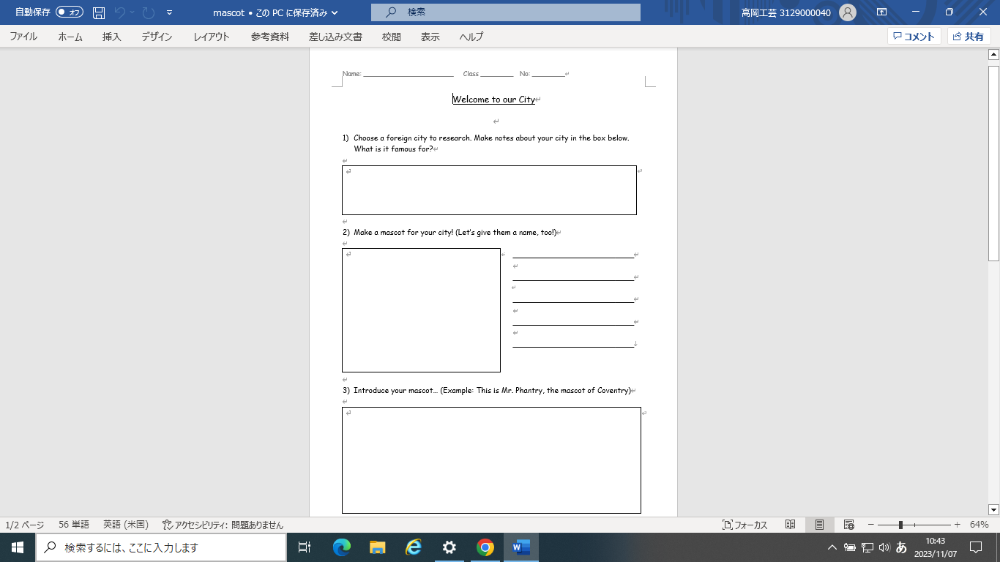 自動保存 オフ mascot • この PC に保存済み 検索 高岡工芸 3129000040
ファイル ホーム 挿入 デザイン レイアウト 参考資料 差し込み文書 校閲 表示 ヘルプ コメント 共有
Name: ____________________ Class ________ No: ________
Welcome to our City
1) Choose a foreign city to research. Make notes about your city in the box below.
What is it famous for?
2) Make a mascot for your city! (Let's give them a name, too!)
3) Introduce your mascot… (Example: This is Mr. Phantry, the mascot of Coventry)
1/2 ページ 56 単語 英語 (米国) アクセシビリティ: 問題ありません フォーカス 64%
検索するには、ここに入力します あ 10:43
2023/11/07